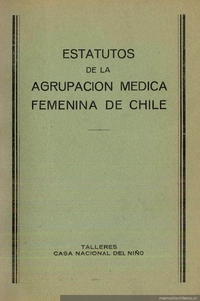 ESTATUTOS
DE LA
AGRUPACION MEDICA
FEMENINA DE CHILE
TALLERES
CASA NACIONAL DEL NIÑO